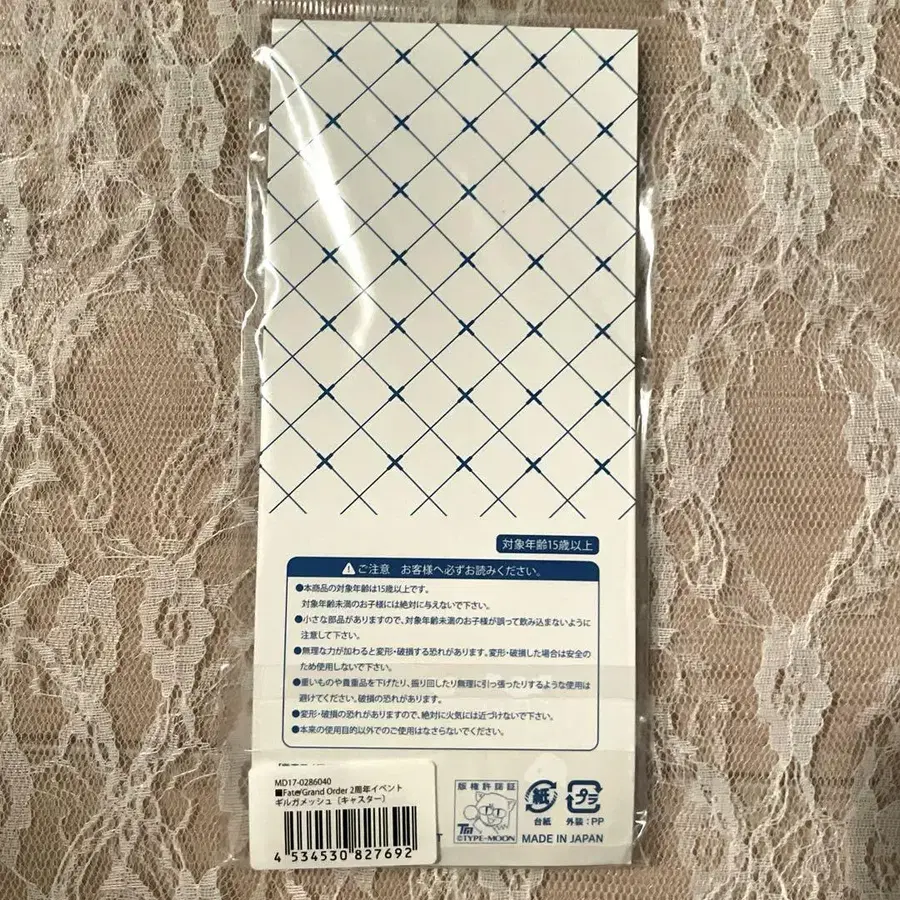 対象年齢15歳以上
ご注意 お客様へ必ずお読みください。
●本商品の対象年齢は15歳以上です。
対象年齢未満のお子様には絶対に与えないで下さい。
●小さな部品がありますので、対象年齢未満のお子様が誤って飲み込まないように
注意して下さい。
●無理な力が加わると変形・破損する恐れがあります。変形・破損した場合は安全の
ため使用しないで下さい。
●重いものや貴重品を下げたり、振り回したり無理に引っ張ったりするような使用は
避けてください。破損の恐れがあります。
●変形・破損の恐れがありますので、絶対に火気には近づけないで下さい。
●本来の使用目的以外でのご使用はなさらないでください。
MD17-0286040
■Fate/Grand Order 2周年イベント
ギルガメッシュ〔キャスター〕
4 534530 827692
版権許諾証
TM
©TYPE-MOON
紙
台紙
プラ
外装:PP
MADE IN JAPAN